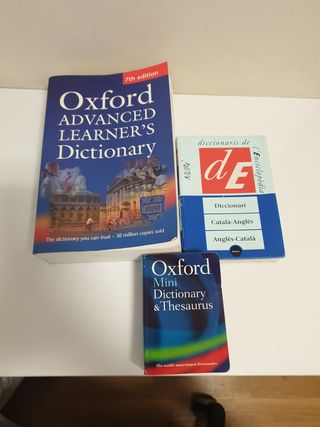 7th edition
Oxford
ADVANCED
LEARNER'S
Dictionary
The dictionary you can trust - 30 million copies sold
diccionaris de
l'Enciclopèdia
dE
Diccionari
Català-Anglès
Anglès-Català
Oxford
Mini
Dictionary
& Thesaurus
The world's most trusted dictionaries